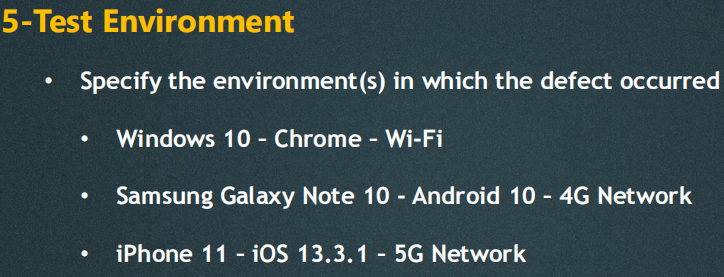 5-Test Environment
• Specify the environment(s) in which the defect occurred
• Windows 10 – Chrome – Wi-Fi
• Samsung Galaxy Note 10 - Android 10 – 4G Network
• iPhone 11 – iOS 13.3.1 – 5G Network